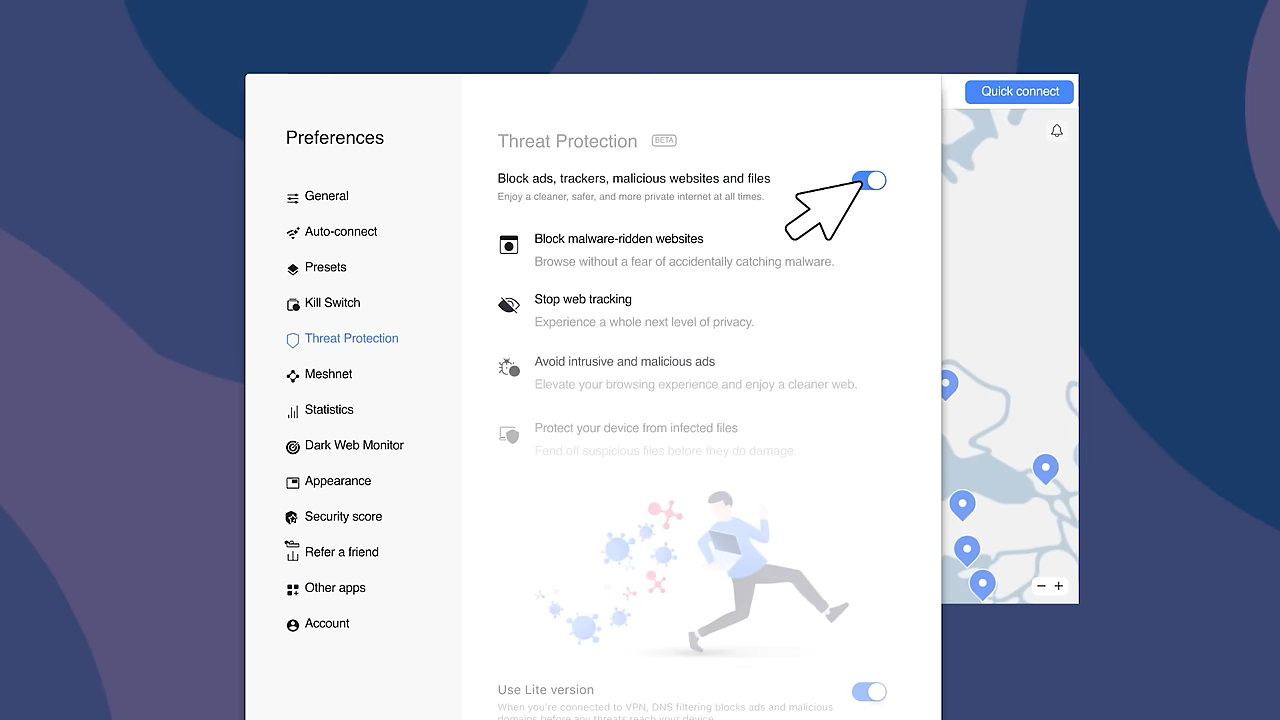 Quick connect
Preferences
General
Auto-connect
Presets
Kill Switch
Threat Protection
Meshnet
Statistics
Dark Web Monitor
Appearance
Security score
Refer a friend
Other apps
Account
Threat Protection BETA
Block ads, trackers, malicious websites and files
Enjoy a cleaner, safer, and more private internet at all times.
Block malware-ridden websites
Browse without a fear of accidentally catching malware.
Stop web tracking
Experience a whole next level of privacy.
Avoid intrusive and malicious ads
Elevate your browsing experience and enjoy a cleaner web.
Protect your device from infected files
Fend off suspicious files before they do damage.
Use Lite version
When you're connected to VPN, DNS filtering blocks ads and malicious
domains before any threats reach your device.